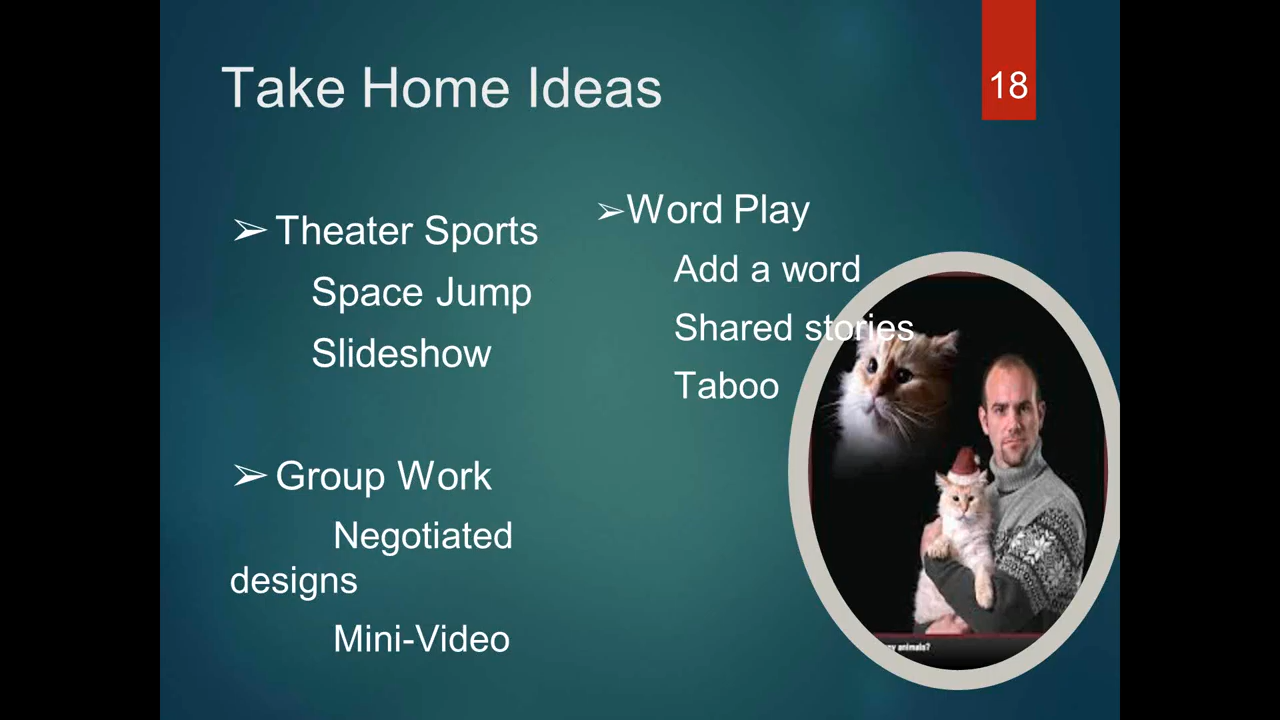 Take Home Ideas
18
➢ Theater Sports
Space Jump
Slideshow
➢ Group Work
Negotiated
designs
Mini-Video
➢Word Play
Add a word
Shared stories
Taboo
animals?